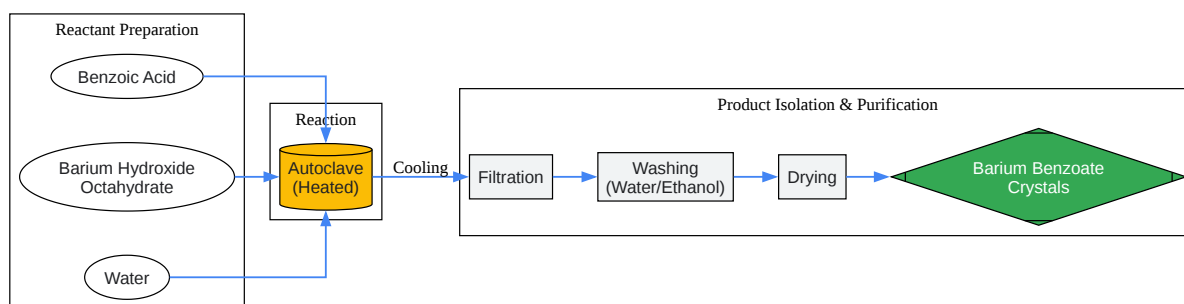 Reactant Preparation
Benzoic Acid
Barium Hydroxide
Octahydrate
Water
Reaction
Autoclave
(Heated)
Cooling
Product Isolation & Purification
Filtration
Washing
(Water/Ethanol)
Drying
Barium Benzoate
Crystals